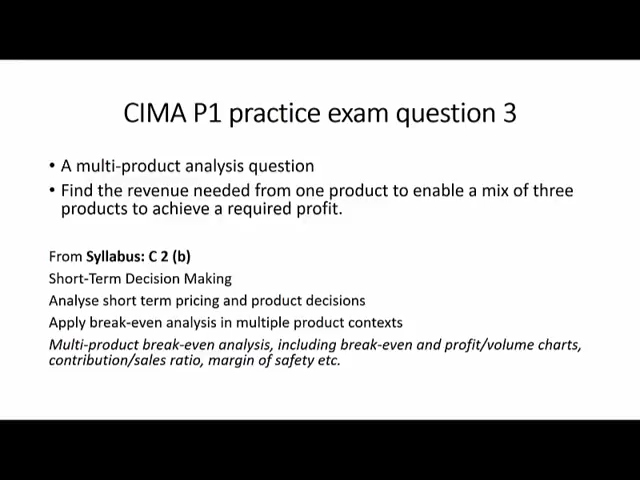 CIMA P1 practice exam question 3
• A multi-product analysis question
• Find the revenue needed from one product to enable a mix of three
products to achieve a required profit.
From Syllabus: C 2 (b)
Short-Term Decision Making
Analyse short term pricing and product decisions
Apply break-even analysis in multiple product contexts
Multi-product break-even analysis, including break-even and profit/volume charts,
contribution/sales ratio, margin of safety etc.